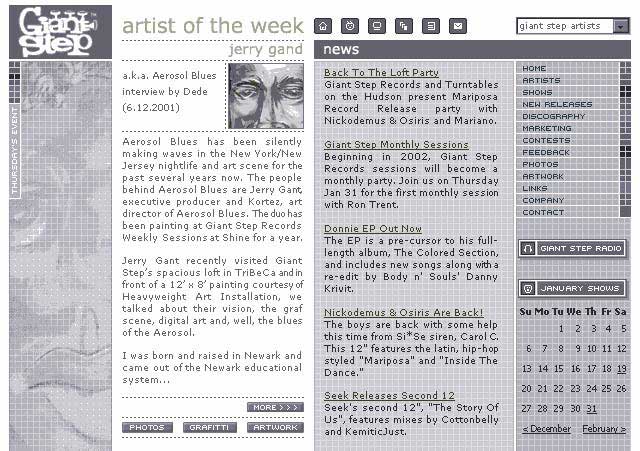 Giant
Step
THURSDAY'S EVENT
artist of the week
jerry gand
a.k.a. Aerosol Blues
interview by Dede
(6.12.2001)
Aerosol Blues has been silently
making waves in the New York/New
Jersey nightlife and art scene for the
past several years now. The people
behind Aerosol Blues are Jerry Gant,
executive producer and Kortez, art
director of Aerosol Blues. The duo has
been painting at Giant Step Records
Weekly Sessions at Shine for a year.
Jerry Gant recently visited Giant
Step's spacious loft in TriBeCa and in
front of a 12' x 8' painting courtesy of
Heavyweight Art Installation, we
talked about their vision, the graf
scene, digital art and, well, the blues
of the Aerosol.
I was born and raised in Newark and
came out of the Newark educational
system...
MORE > > >
PHOTOS
GRAFITTI
ARTWORK
news
Back To The Loft Party
Giant Step Records and Turntables
on the Hudson present Mariposa
Record Release party with
Nickodemus & Osiris and Mariano.
Giant Step Monthly Sessions
Beginning in 2002, Giant Step
Records sessions will become a
monthly party. Join us on Thursday
Jan 31 for the first monthly session
with Ron Trent.
Donnie EP Out Now
The EP is a pre-cursor to his full-
length album, The Colored Section,
and includes new songs along with a
re-edit by Body n' Souls' Danny
Krivit.
Nickodemus & Osiris Are Back!
The boys are back with some help
this time from Si*Se siren, Carol C.
This 12" features the latin, hip-hop
styled "Mariposa" and "Inside The
Dance."
Seek Releases Second 12
Seek's second 12", "The Story Of
Us", features mixes by Cottonbelly
and KemiticJust.
giant step artists
HOME
ARTISTS
SHOWS
NEW RELEASES
DISCOGRAPHY
MARKETING
CONTESTS
FEEDBACK
PHOTOS
ARTWORK
LINKS
COMPANY
CONTACT
GIANT STEP RADIO
JANUARY SHOWS
Su Mo Tu We Th Fr Sa
1 2 3 4 5
6 7 8 9 10 11 12
13 14 15 16 17 18 19
20 21 22 23 24 25 26
27 28 29 30 31
< December February >